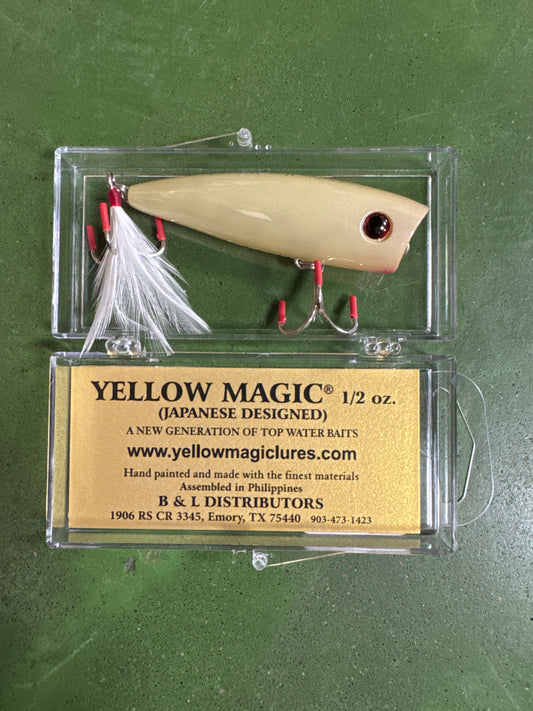 YELLOW MAGIC® 1/2 oz.
(JAPANESE DESIGNED)
A NEW GENERATION OF TOP WATER BAITS
www.yellowmagiclures.com
Hand painted and made with the finest materials
Assembled in Philippines
B & L DISTRIBUTORS
1906 RS CR 3345, Emory, TX 75440 903-473-1423